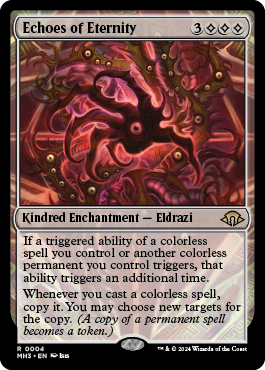 Echoes of Eternity 3
Kindred Enchantment — Eldrazi
If a triggered ability of a colorless
spell you control or another colorless
permanent you control triggers, that
ability triggers an additional time.
Whenever you cast a colorless spell,
copy it. You may choose new targets for
the copy. (A copy of a permanent spell
becomes a token.)
R 0004
MH3 • EN Bas
™ & © 2024 Wizards of the Coast